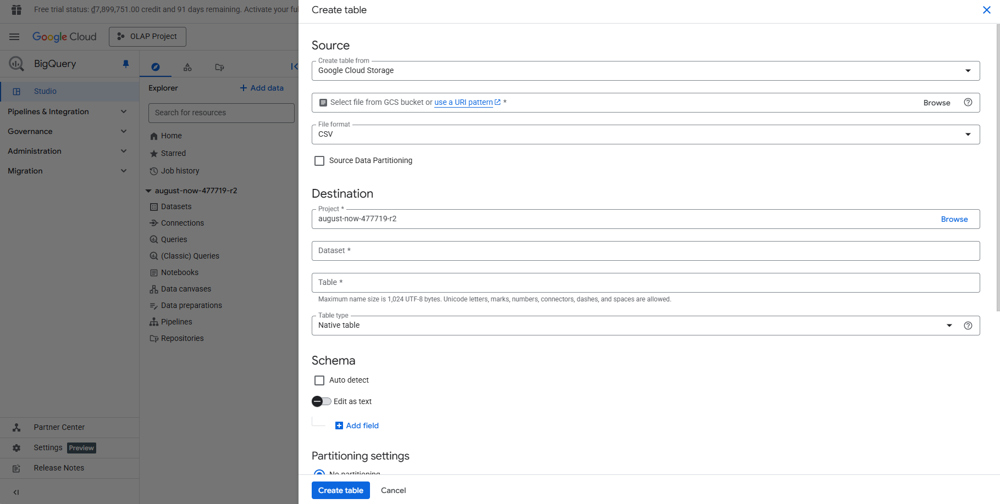 Free trial status: ₫7,899,751.00 credit and 91 days remaining. Activate your ful
Google Cloud
OLAP Project
BigQuery
Studio
Pipelines & Integration
Governance
Administration
Migration
Partner Center
Settings Preview
Release Notes
Explorer
Add data
Search for resources
Home
Starred
Job history
august-now-477719-r2
Datasets
Connections
Queries
(Classic) Queries
Notebooks
Data canvases
Data preparations
Pipelines
Repositories
Create table
Source
Create table from
Google Cloud Storage
Select file from GCS bucket or use a URI pattern * Browse
File format
CSV
Source Data Partitioning
Destination
Project *
august-now-477719-r2 Browse
Dataset *
Table *
Maximum name size is 1,024 UTF-8 bytes. Unicode letters, marks, numbers, connectors, dashes, and spaces are allowed.
Table type
Native table
Schema
Auto detect
Edit as text
Add field
Partitioning settings
No partitioning
Create table Cancel